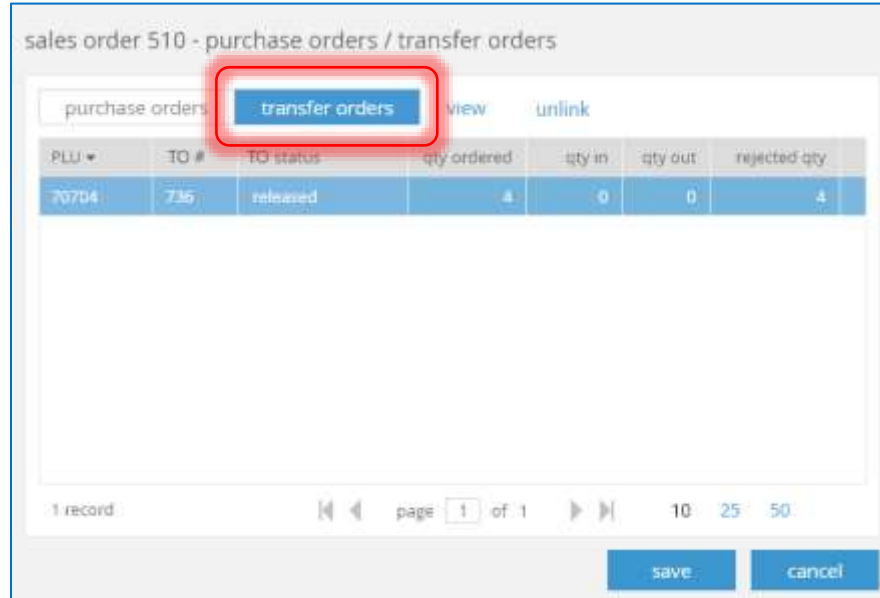 sales order 510 - purchase orders / transfer orders
purchase orders transfer orders view unlink
PLU TO # TO status qty ordered qty in qty out rejected qty
70704 736 released 4 0 0 4
1 record page 1 of 1 10 25 50
save cancel